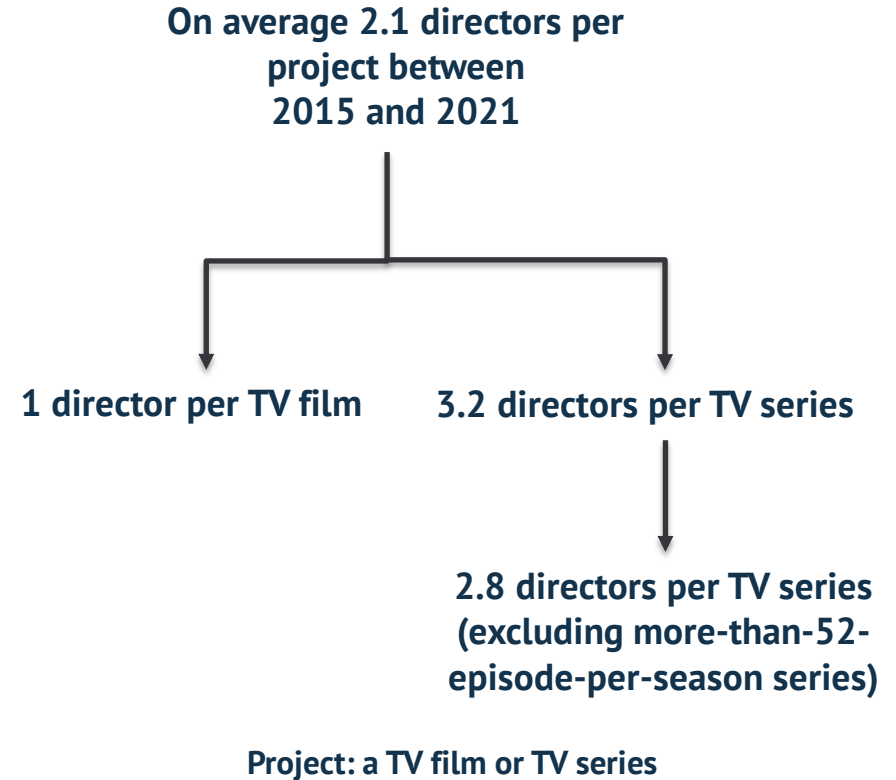 On average 2.1 directors per
project between
2015 and 2021
1 director per TV film
3.2 directors per TV series
2.8 directors per TV series
(excluding more-than-52-
episode-per-season series)
Project: a TV film or TV series